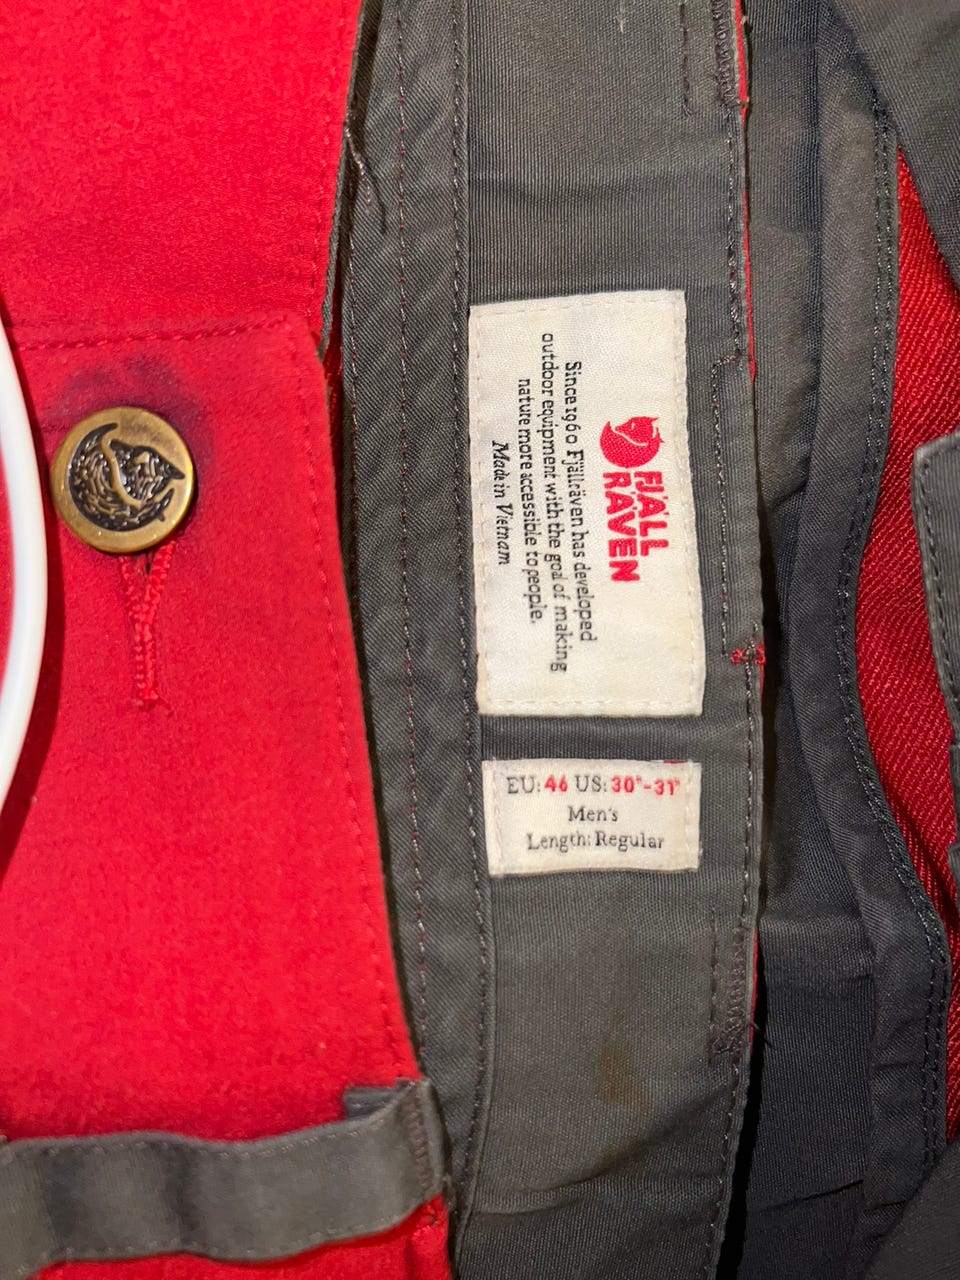 FJÄLL
RÄVEN
Since 1960 Fjällräven has developed
outdoor equipment with the goal of making
nature more accessible to people.
Made in Vietnam
EU: 46 US: 30"-31"
Men's
Length: Regular